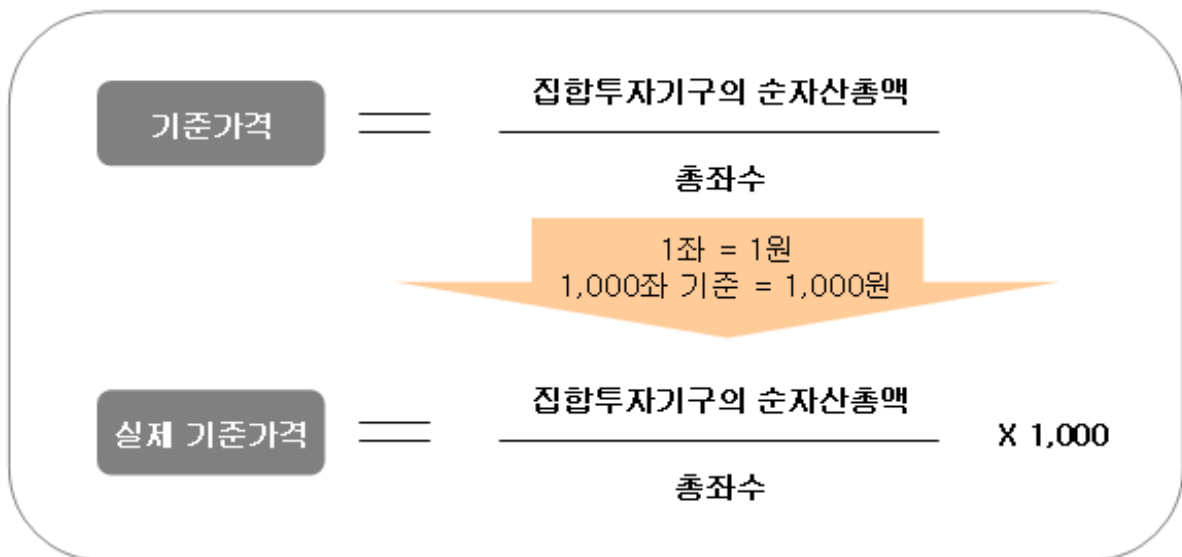 집합투자기구의 순자산총액
기준가격
총좌수
1좌 = 1원
1,000좌 기준 = 1,000원
집합투자기구의 순자산총액
실제 기준가격
X 1,000
총좌수